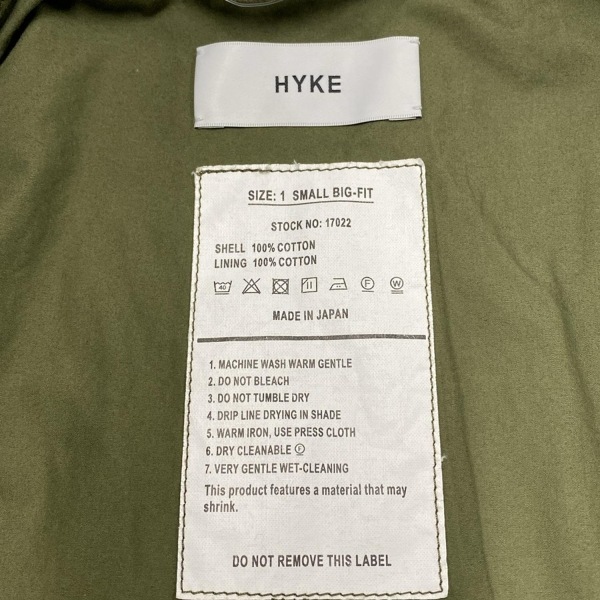 HYKE
SIZE: 1 SMALL BIG-FIT
STOCK NO: 17022
SHELL 100% COTTON
LINING 100% COTTON
40 F W
MADE IN JAPAN
1. MACHINE WASH WARM GENTLE
2. DO NOT BLEACH
3. DO NOT TUMBLE DRY
4. DRIP LINE DRYING IN SHADE
5. WARM IRON, USE PRESS CLOTH
6. DRY CLEANABLE Ⓕ
7. VERY GENTLE WET-CLEANING
This product features a material that may
shrink.
DO NOT REMOVE THIS LABEL